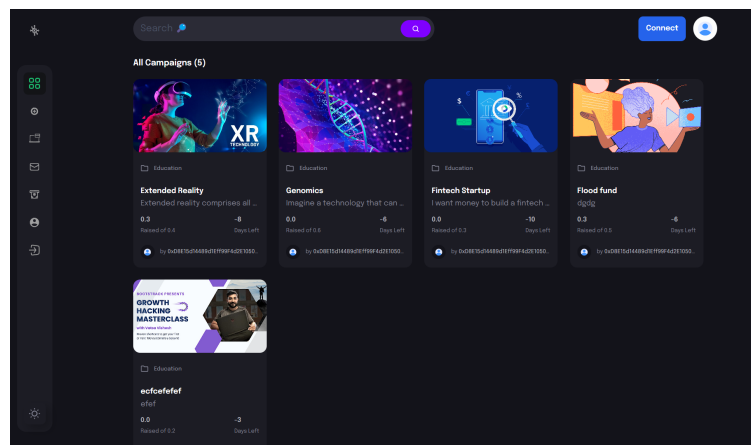 Search
Connect
All Campaigns (5)
XR
TECHNOLOGY
Education
Extended Reality
Extended reality comprises all ...
0.3
-8
Raised of 0.4
Days Left
by 0xD8E15d14489d1Eff99F4d2E1050..
Education
Genomics
Imagine a technology that can ...
0.0
-6
Raised of 0.6
Days Left
by 0xD8E15d14489d1Eff99F4d2E1050..
$
$
Education
Fintech Startup
I want money to build a fintech ...
0.0
-10
Raised of 0.3
Days Left
by 0xD8E15d14489d1Eff99F4d2E1050..
Education
Flood fund
dgdg
0.3
-6
Raised of 0.5
Days Left
by 0xD8E15d14489d1Eff99F4d2E1050..
PRESENTS
GROWTH
HACKING
MASTERCLASS
Education
ecfcefefef
efef
0.0
-3
Raised of 0.2
Days Left